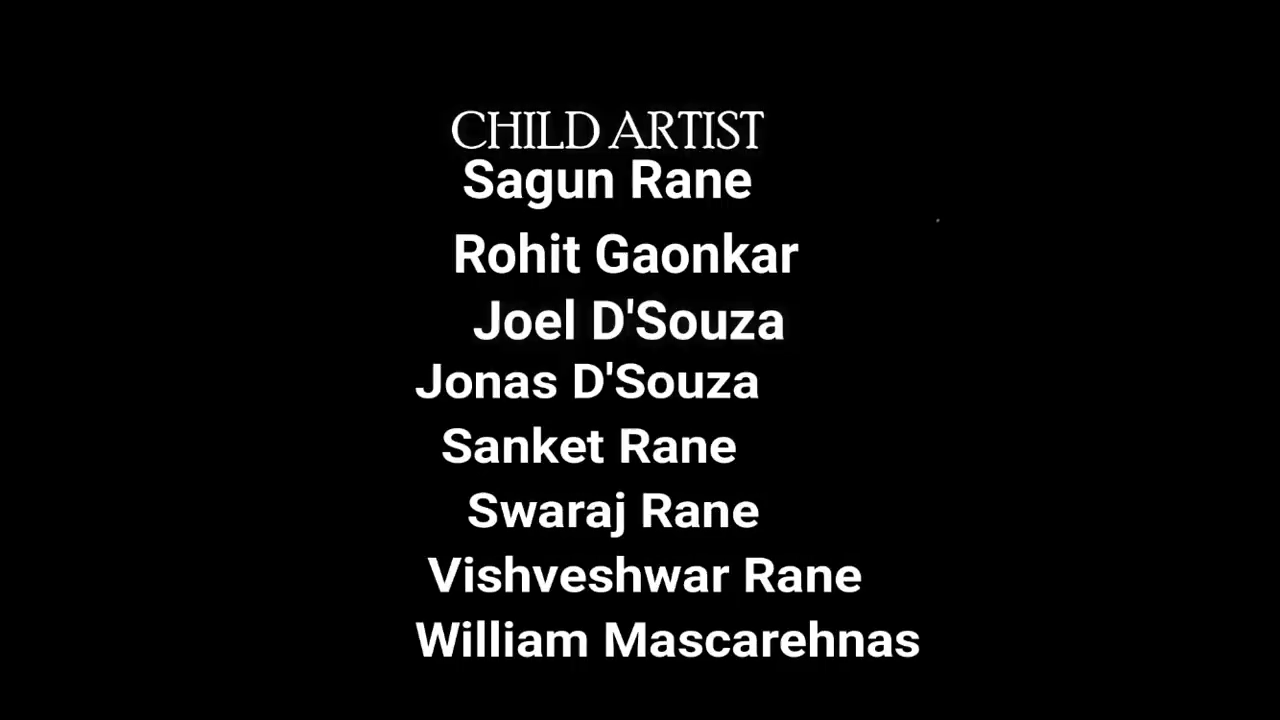 CHILD ARTIST
Sagun Rane
Rohit Gaonkar
Joel D'Souza
Jonas D'Souza
Sanket Rane
Swaraj Rane
Vishveshwar Rane
William Mascarehnas